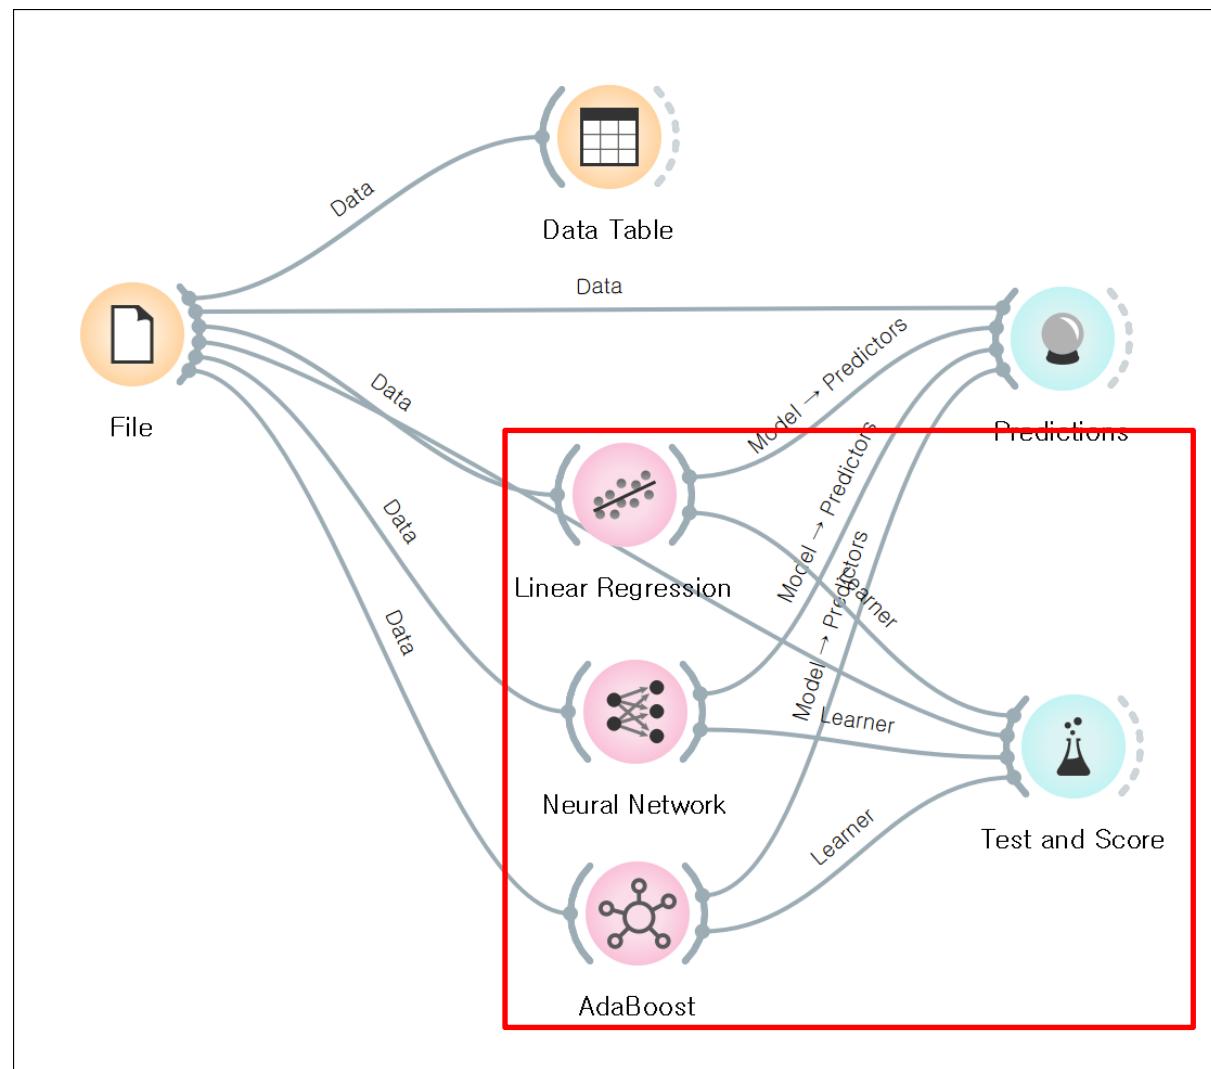 Data Table
Data
Data
File
Data
Model → Predictors
Predictions
Linear Regression
Data
Model → Predictors
Learner
Data
Model → Predictors
Neural Network
Learner
Test and Score
Learner
AdaBoost